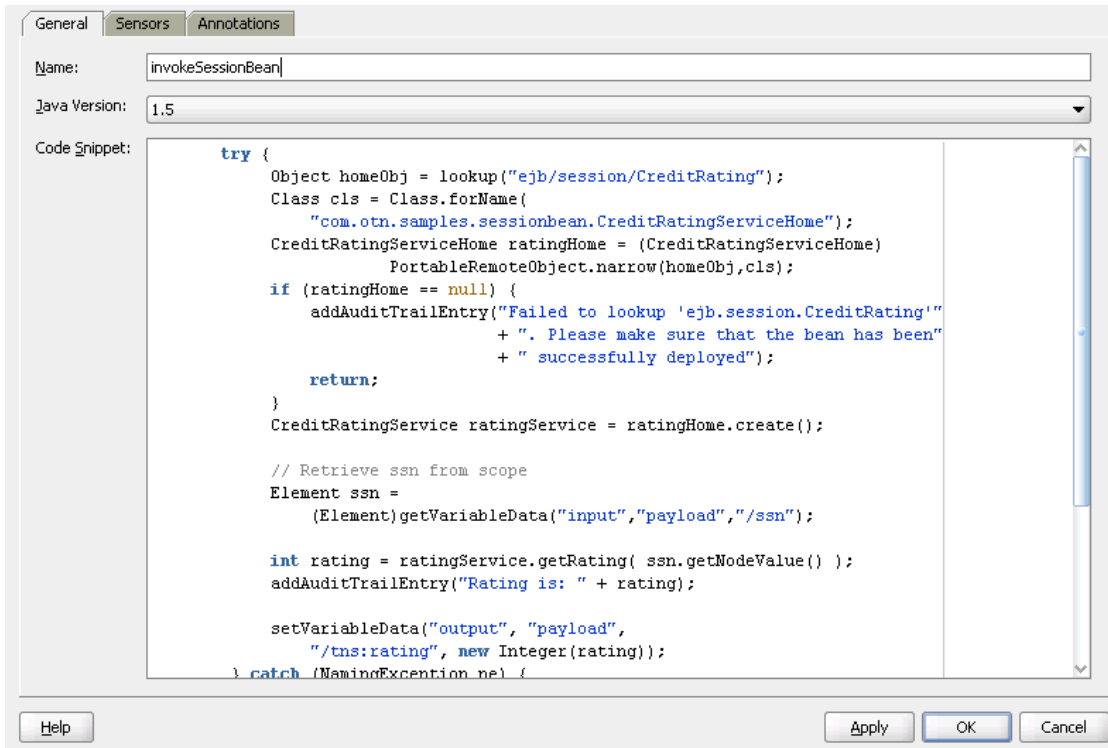 General Sensors Annotations
Name: invokeSessionBean
Java Version: 1.5
Code Snippet:
try {
Object homeObj = lookup("ejb/session/CreditRating");
Class cls = Class.forName(
"com.otn.samples.sessionbean.CreditRatingServiceHome");
CreditRatingServiceHome ratingHome = (CreditRatingServiceHome)
PortableRemoteObject.narrow(homeObj,cls);
if (ratingHome == null) {
addAuditTrailEntry("Failed to lookup 'ejb.session.CreditRating'"
+ ". Please make sure that the bean has been"
+ " successfully deployed");
return;
}
CreditRatingService ratingService = ratingHome.create();
// Retrieve ssn from scope
Element ssn =
(Element)getVariableData("input","payload","/ssn");
int rating = ratingService.getRating( ssn.getNodeValue() );
addAuditTrailEntry("Rating is: " + rating);
setVariableData("output", "payload",
"/tns:rating", new Integer(rating));
} catch (NamingException ne) {
Help Apply OK Cancel